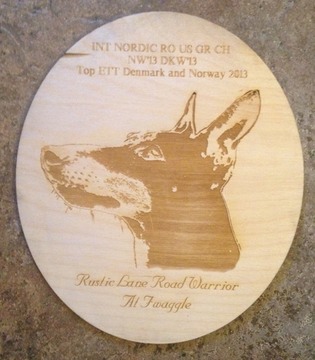 INT NORDIC RO US GR CH
NW'13 DKW'13
Top ETT Denmark and Norway 2013
Rustic Lane Road Warrior
At Fwaggle